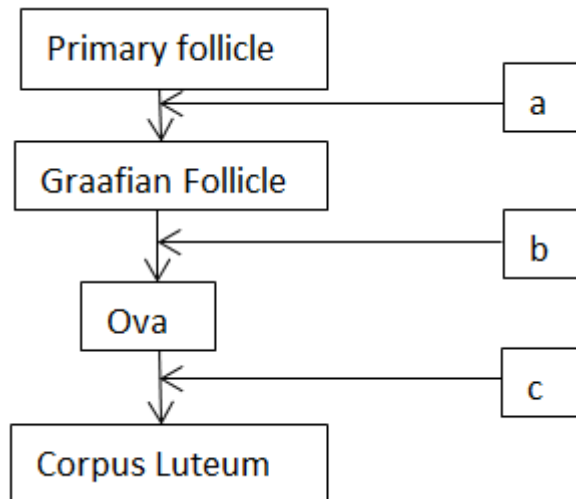 Primary follicle
a
Graafian Follicle
b
Ova
c
Corpus Luteum